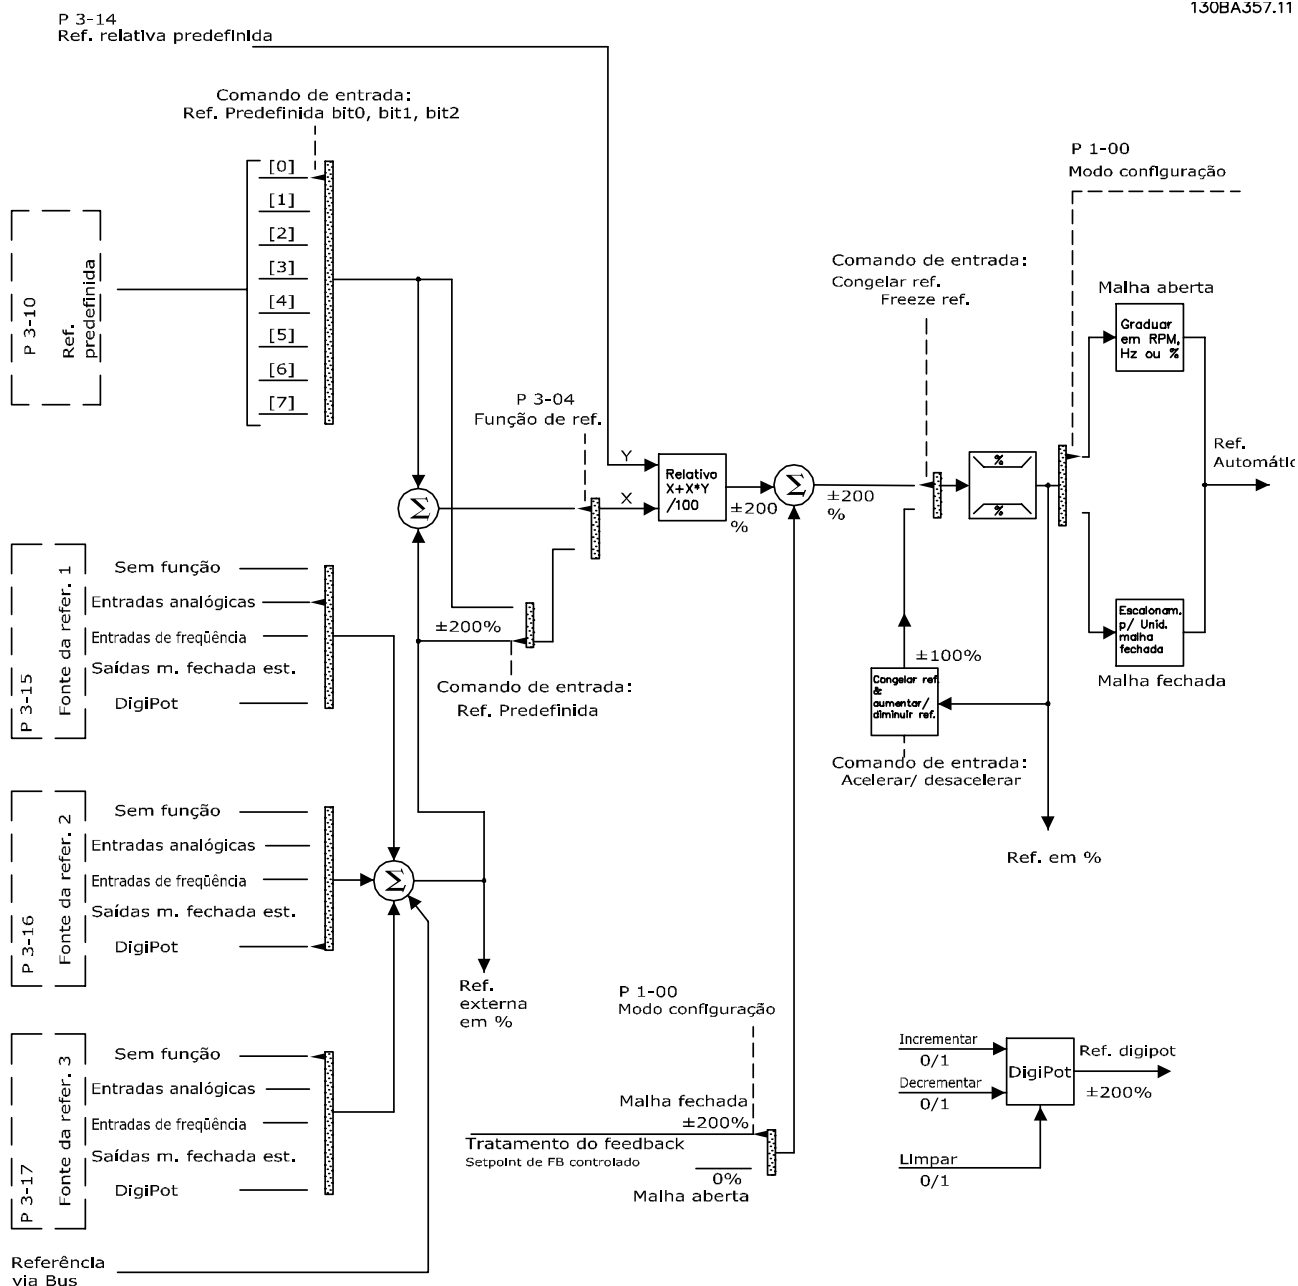 130BA357.11
P 3-14
Ref. relativa predefinida
Comando de entrada:
Ref. Predefinida bit0, bit1, bit2
[0]
[1]
[2]
[3]
[4]
[5]
[6]
[7]
P 3-10
Ref.
predefinida
P 1-00
Modo configuração
Comando de entrada:
Congelar ref.
Freeze ref.
Malha aberta
Graduar
em RPM,
Hz ou %
P 3-04
Função de ref.
Y
X
Relativo
X+X*Y
/100
±200
%
Σ
±200
%
%
%
Ref.
Automátic
Σ
±200%
Comando de entrada:
Ref. Predefinida
Escalonam.
p/ Unid.
malha
fechada
Malha fechada
±100%
Congelar ref.
&
aumentar/
diminuir ref.
Comando de entrada:
Acelerar/ desacelerar
Ref. em %
P 3-15
Fonte da refer. 1
Sem função
Entradas analógicas
Entradas de freqüência
Saídas m. fechada est.
DigiPot
P 3-16
Fonte da refer. 2
Sem função
Entradas analógicas
Entradas de freqüência
Saídas m. fechada est.
DigiPot
Σ
Ref.
externa
em %
P 3-17
Fonte da refer. 3
Sem função
Entradas analógicas
Entradas de freqüência
Saídas m. fechada est.
DigiPot
Referência
via Bus
P 1-00
Modo configuração
Malha fechada
±200%
Tratamento do feedback
Setpoint de FB controlado
0%
Malha aberta
Incrementar
0/1
Decrementar
0/1
Limpar
0/1
DigiPot
Ref. digipot
±200%